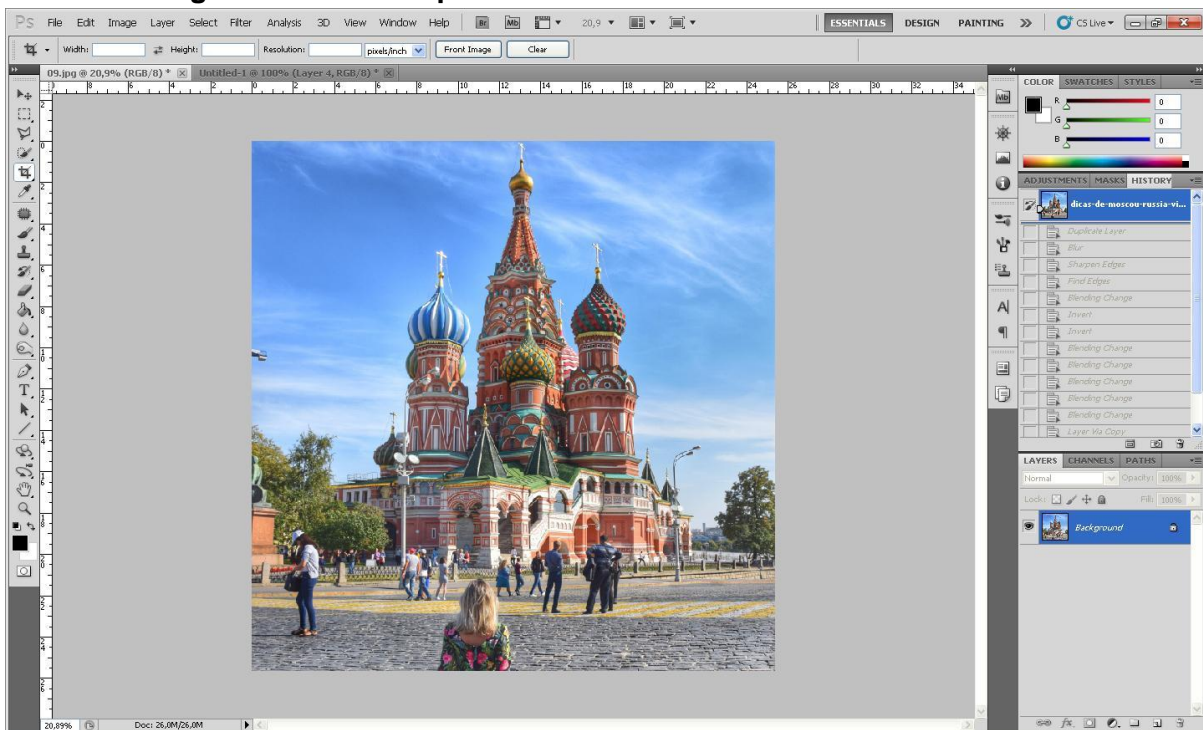 PS File Edit Image Layer Select Filter Analysis 3D View Window Help Br Mb 20,9 ESSENTIALS DESIGN PAINTING CS Live
Width: Height: Resolution: pixels/inch Front Image Clear
09.jpg @ 20,9% (RGB/8) * Untitled-1 @ 100% (Layer 4, RGB/8) *
COLOR SWATCHES STYLES
R 0
G 0
B 0
ADJUSTMENTS MASKS HISTORY
dicas-de-moscou-russia-vi...
Duplicate Layer
Blur
Sharpen Edges
Find Edges
Blending Change
Invert
Invert
Blending Change
Blending Change
Blending Change
Blending Change
Blending Change
Layer Via Copy
LAYERS CHANNELS PATHS
Normal Opacity: 100%
Lock: Fill: 100%
Background
20,89% Doc: 26,0M/26,0M